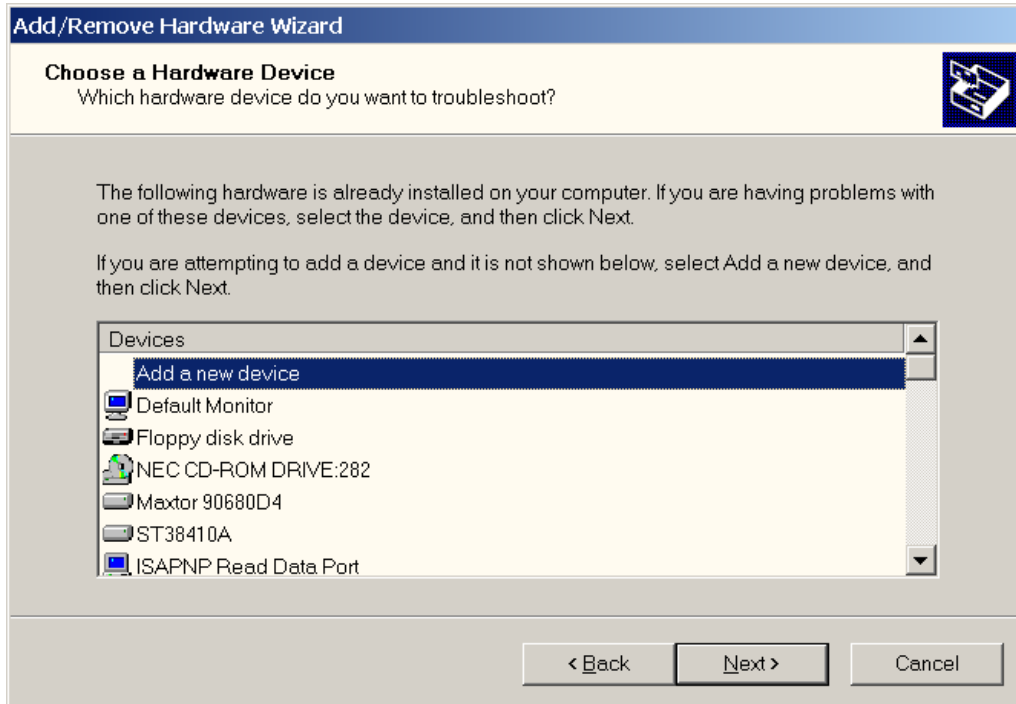 Add/Remove Hardware Wizard
Choose a Hardware Device
Which hardware device do you want to troubleshoot?
The following hardware is already installed on your computer. If you are having problems with
one of these devices, select the device, and then click Next.
If you are attempting to add a device and it is not shown below, select Add a new device, and
then click Next.
Devices
Add a new device
Default Monitor
Floppy disk drive
NEC CD-ROM DRIVE:282
Maxtor 90680D4
ST38410A
ISAPNP Read Data Port
< Back Next > Cancel